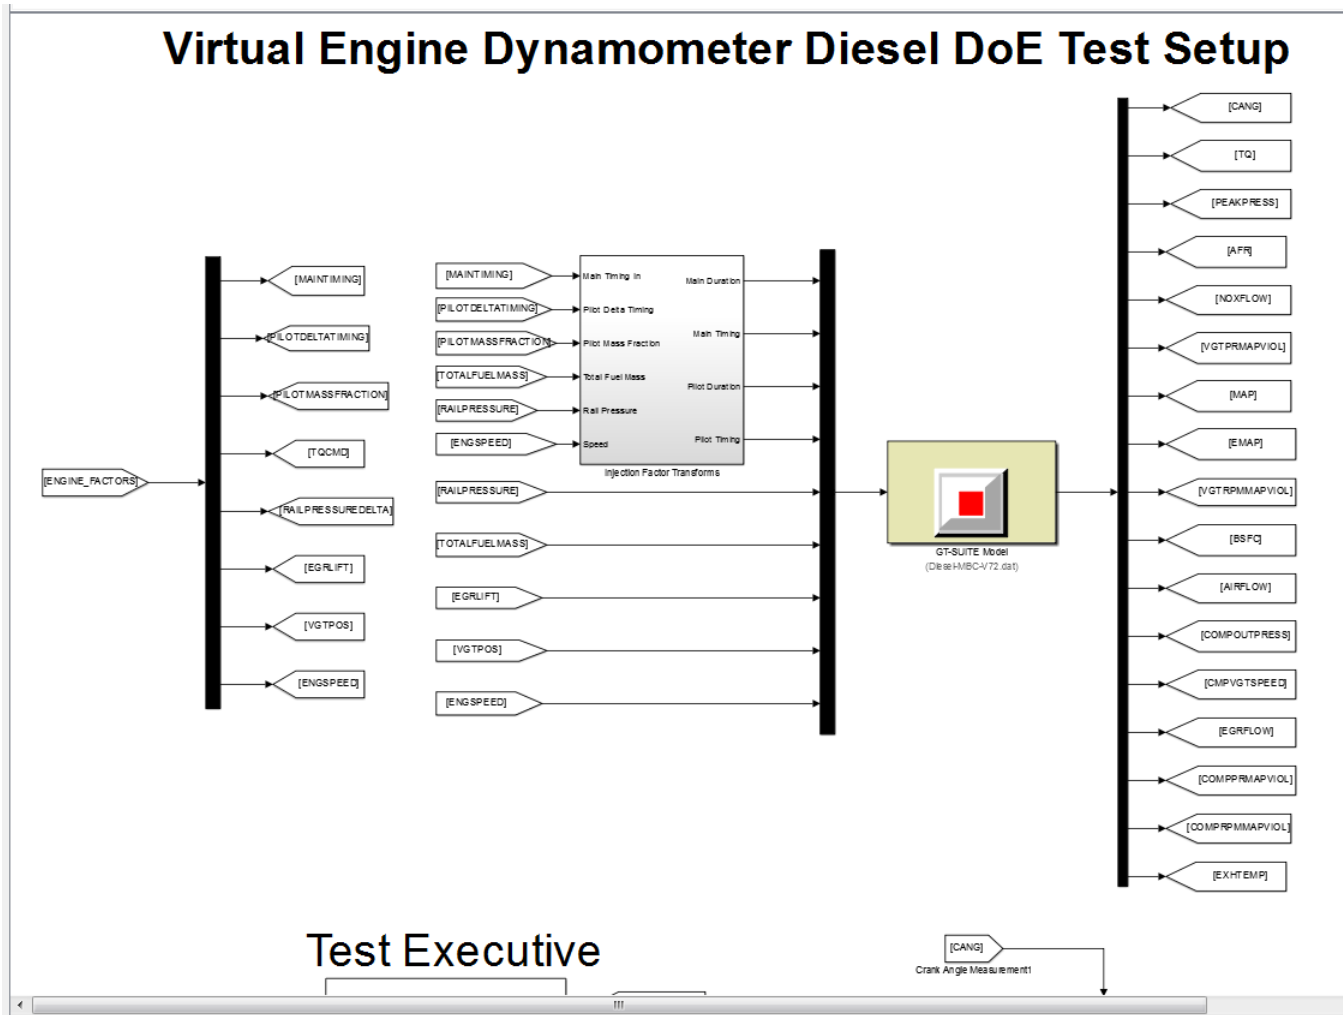 Virtual Engine Dynamometer Diesel DoE Test Setup
[ENGINE_FACTORS]
[MAINTIMING]
[PILOTDELTATIMING]
[PILOTMASSFRACTION]
[TQCMD]
[RAILPRESSUREDELTA]
[EGRLIFT]
[VGTPOS]
[ENGSPEED]
[MAINTIMING]
[PILOTDELTATIMING]
[PILOTMASSFRACTION]
[TOTALFUELMASS]
[RAILPRESSURE]
[ENGSPEED]
[RAILPRESSURE]
[TOTALFUELMASS]
[EGRLIFT]
[VGTPOS]
[ENGSPEED]
Main Timing In
Pilot Delta Timing
Pilot Mass Fraction
Total Fuel Mass
Rail Pressure
Speed
Main Duration
Main Timing
Pilot Duration
Pilot Timing
Injection Factor Transforms
GT-SUITE Model
(Diesel-MBC-V72.dat)
[CANG]
[TQ]
[PEAKPRESS]
[AFR]
[NOXFLOW]
[VGTPRMAPVIOL]
[MAP]
[EMAP]
[VGTRPMMAPVIOL]
[BSFC]
[AIRFLOW]
[COMPOUTPRESS]
[CMPVGTSPEED]
[EGRFLOW]
[COMPPRMAPVIOL]
[COMPRPMMAPVIOL]
[EXHTEMP]
Test Executive
[CANG]
Crank Angle Measurement1